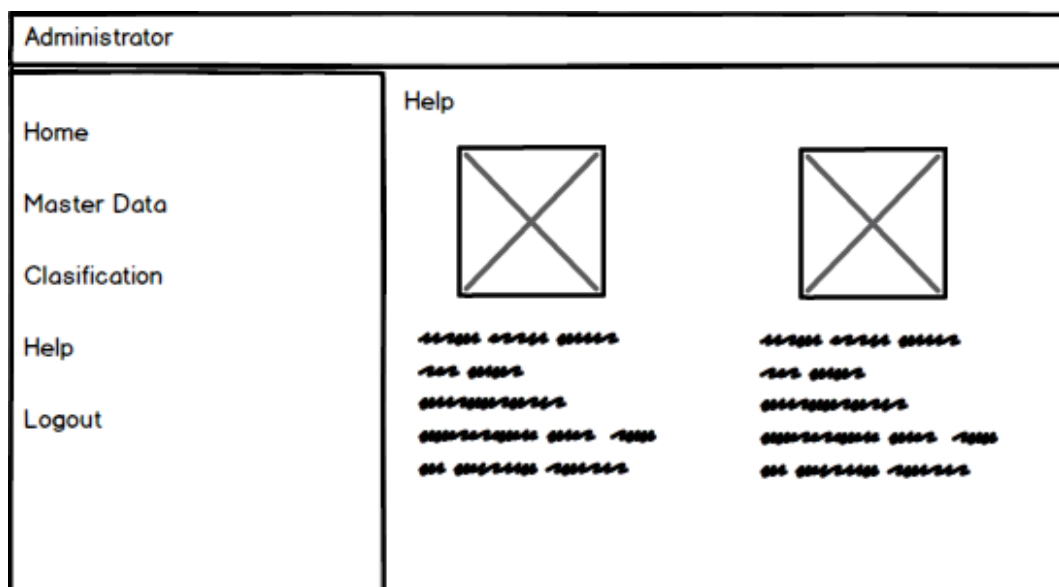 Administrator
Home
Master Data
Clasification
Help
Logout
Help